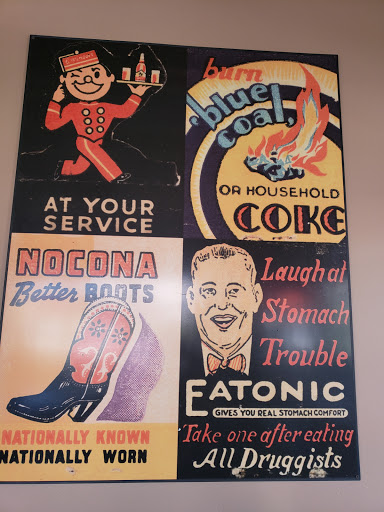 AT YOUR
SERVICE
burn
blue
coal,
OR HOUSEHOLD
COKE
NOCONA
Better BOOTS
NATIONALLY KNOWN
NATIONALLY WORN
Laugh at
Stomach
Trouble
EATONIC
GIVES YOU REAL STOMACH COMFORT
Take one after eating
All Druggists